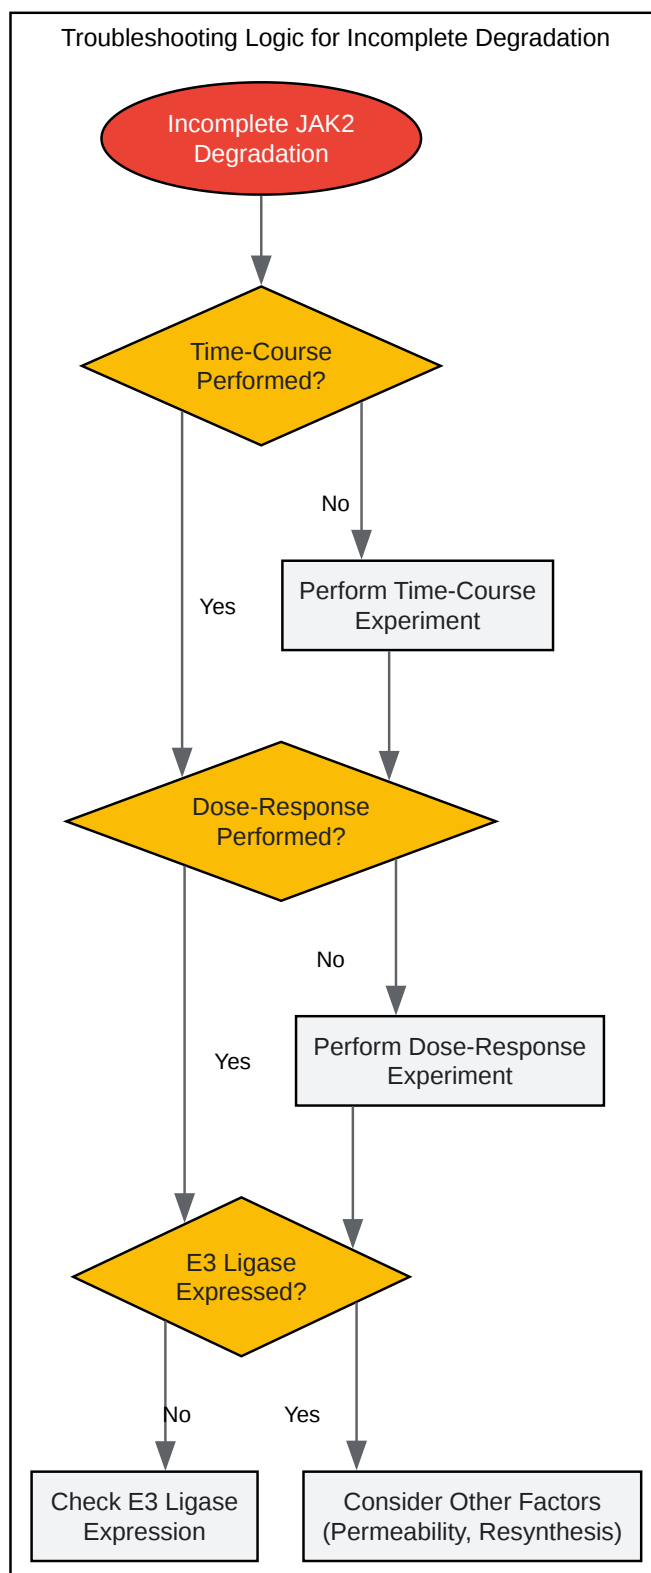 Troubleshooting Logic for Incomplete Degradation
Incomplete JAK2
Degradation
Time-Course
Performed?
No
Yes
Perform Time-Course
Experiment
Dose-Response
Performed?
No
Yes
Perform Dose-Response
Experiment
E3 Ligase
Expressed?
No
Yes
Check E3 Ligase
Expression
Consider Other Factors
(Permeability, Resynthesis)